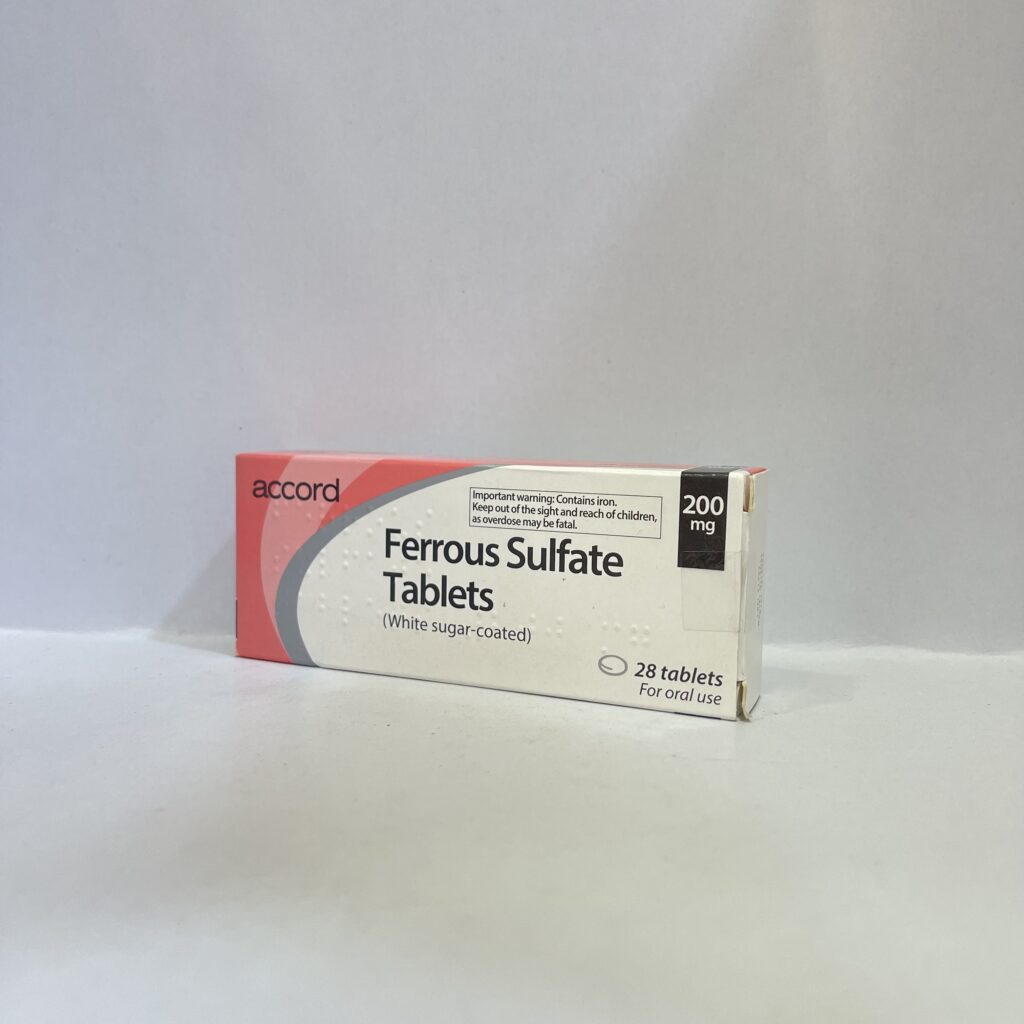 accord
Important warning: Contains iron.
Keep out of the sight and reach of children,
as overdose may be fatal.
200
mg
Ferrous Sulfate
Tablets
(White sugar-coated)
28 tablets
For oral use